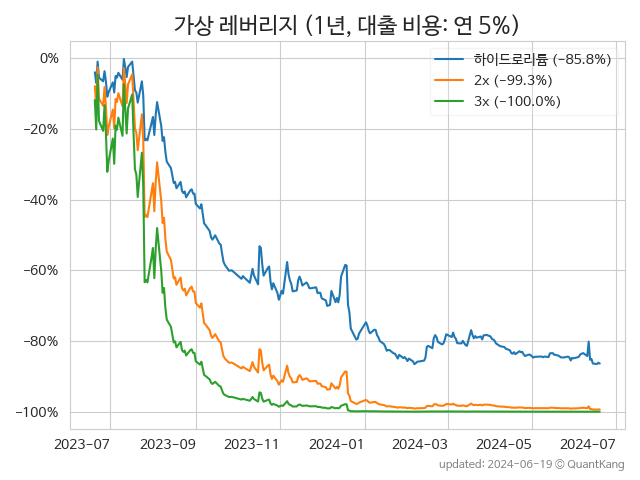 가상 레버리지 (1년, 대출 비용: 연 5%)
하이드로리튬 (−85.8%)
2x (−99.3%)
3x (−100.0%)
0%
−20%
−40%
−60%
−80%
−100%
2023−07 2023−09 2023−11 2024−01 2024−03 2024−05 2024−07
updated: 2024-06-19 © QuantKang